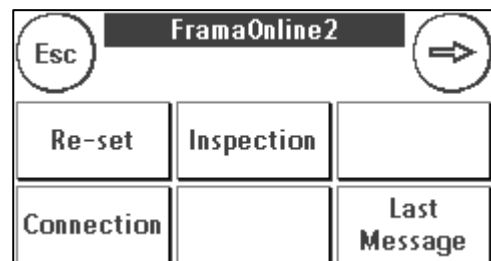 FramaOnline2
Esc
Re-set
Inspection
Connection
Last
Message